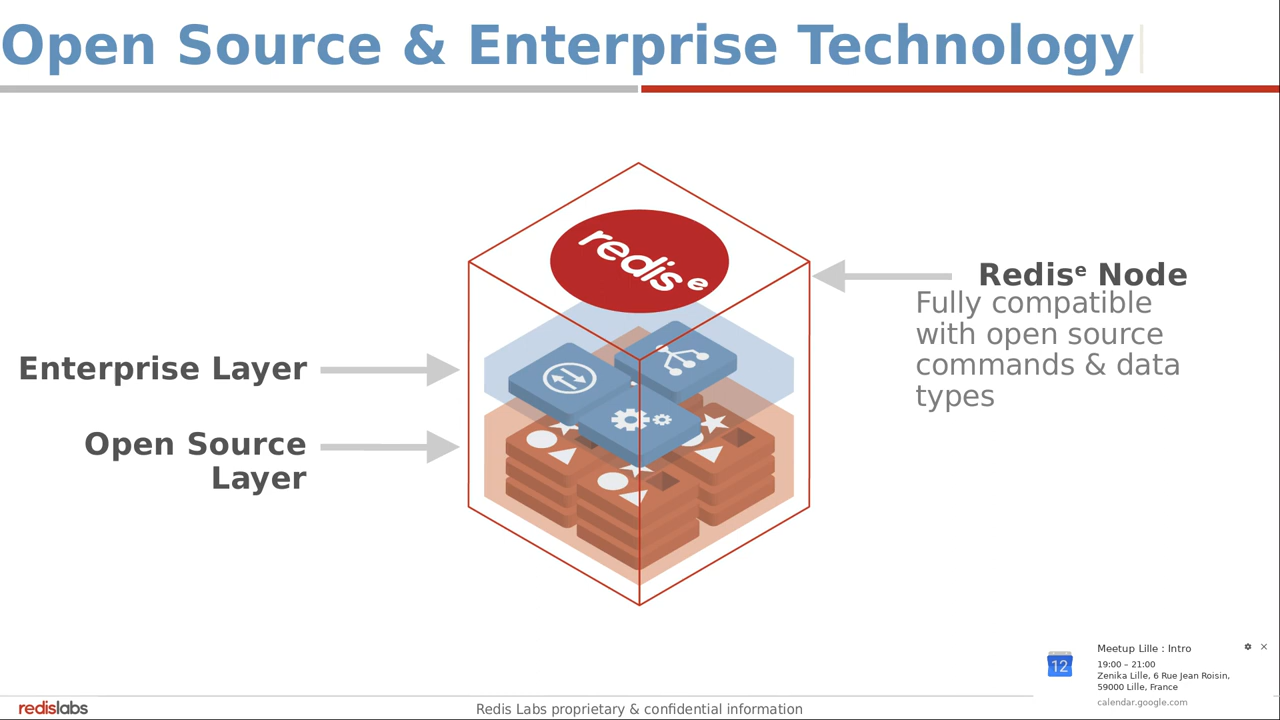 Open Source & Enterprise Technology
redis e
Redisᵉ Node
Fully compatible
with open source
commands & data
types
Enterprise Layer
Open Source
Layer
12
Meetup Lille : Intro
19:00 – 21:00
Zenika Lille, 6 Rue Jean Roisin,
59000 Lille, France
calendar.google.com
redislabs
Redis Labs proprietary & confidential information